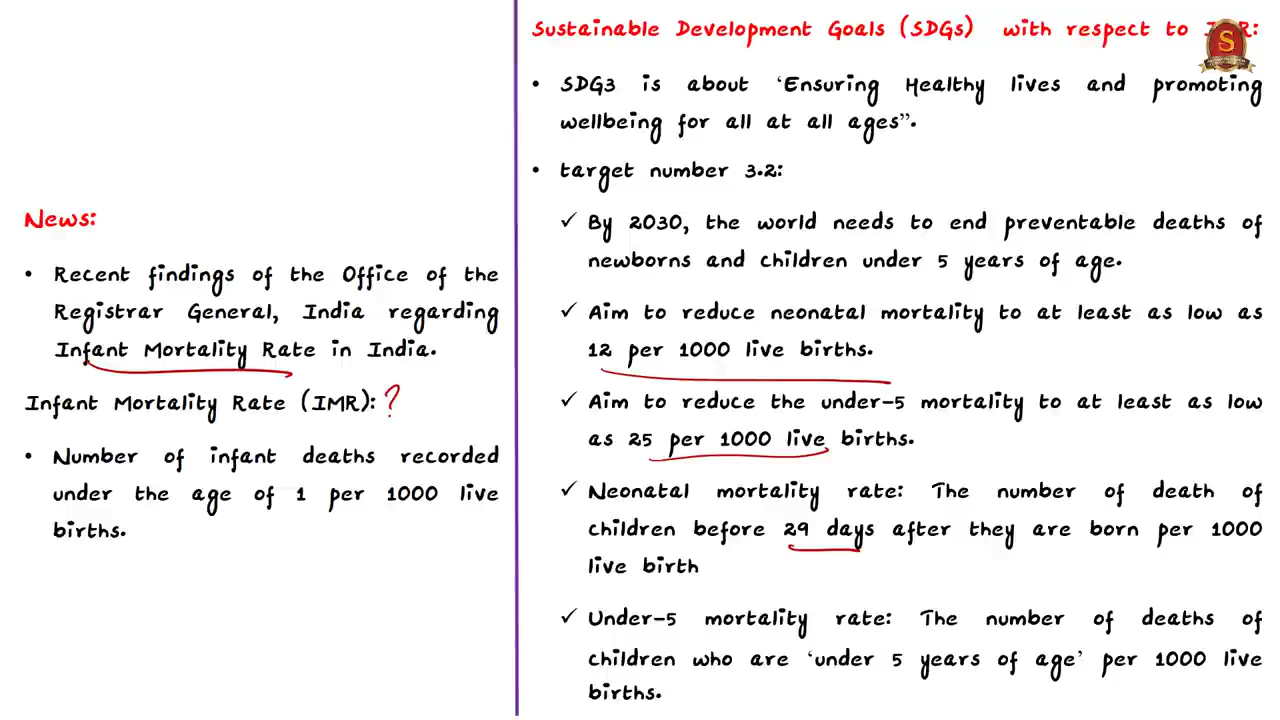 News:
• Recent findings of the Office of the
Registrar General, India regarding
Infant Mortality Rate in India.
Infant Mortality Rate (IMR): ?
• Number of infant deaths recorded
under the age of 1 per 1000 live
births.
Sustainable Development Goals (SDGs) with respect to R:
S
• SDG3 is about ‘Ensuring Healthy lives and promoting
wellbeing for all at all ages”.
• target number 3.2:
✓ By 2030, the world needs to end preventable deaths of
newborns and children under 5 years of age.
✓ Aim to reduce neonatal mortality to at least as low as
12 per 1000 live births.
✓ Aim to reduce the under-5 mortality to at least as low
as 25 per 1000 live births.
✓ Neonatal mortality rate: The number of death of
children before 29 days after they are born per 1000
live birth
✓ Under-5 mortality rate: The number of deaths of
children who are ‘under 5 years of age’ per 1000 live
births.